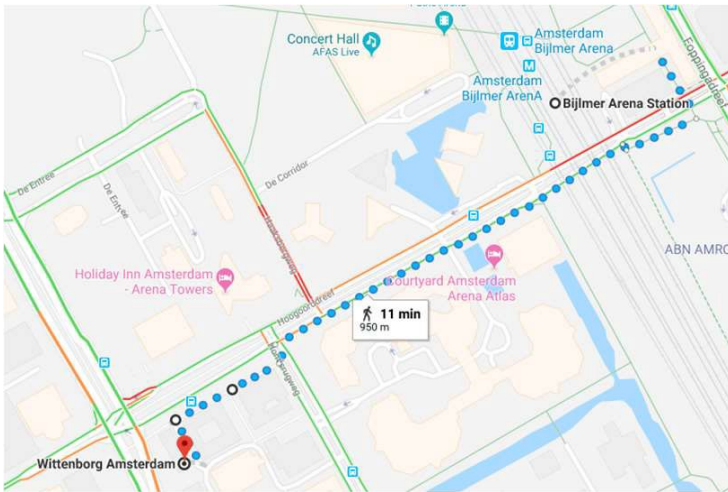 Concert Hall
AFAS Live
Amsterdam
Bijlmer Arena
Amsterdam
Bijlmer ArenA
Foppingadreef
Bijlmer Arena Station
De Entree
De Entree
De Corridor
ABN AMRO
Holiday Inn Amsterdam
- Arena Towers
Courtyard Amsterdam
Arena Atlas
Hoogoorddreef
11 min
950 m
Wittenborg Amsterdam